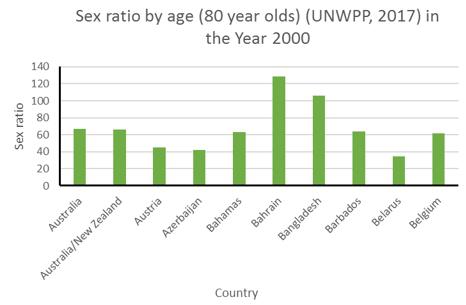 Sex ratio by age (80 year olds) (UNWPP, 2017) in
the Year 2000
Sex ratio
140
120
100
80
60
40
20
0
Australia
Australia/New Zealand
Austria
Azerbaijan
Bahamas
Bahrain
Bangladesh
Barbados
Belarus
Belgium
Country